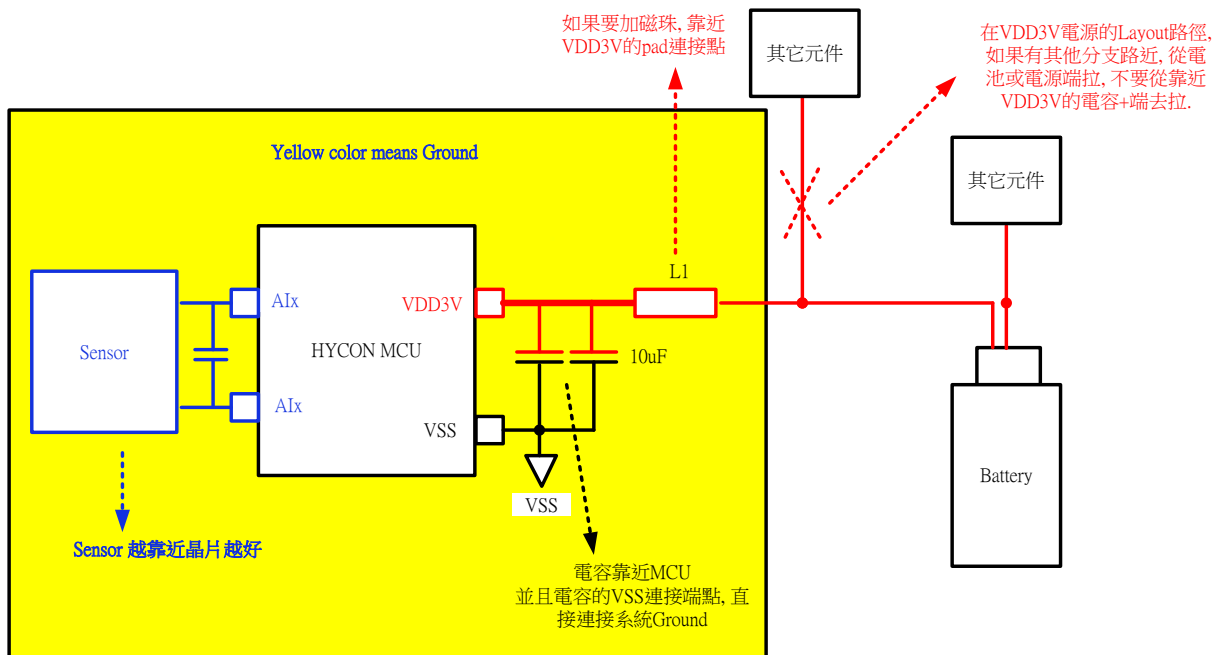 如果要加磁珠, 靠近
VDD3V的pad連接點
其它元件
在VDD3V電源的Layout路徑,
如果有其他分支路近, 從電
池或電源端拉, 不要從靠近
VDD3V的電容+端去拉.
Yellow color means Ground
其它元件
L1
AIx
VDD3V
Sensor
HYCON MCU
10uF
AIx
VSS
Battery
VSS
Sensor 越靠近晶片越好
電容靠近MCU
並且電容的VSS連接端點, 直
接連接系統Ground